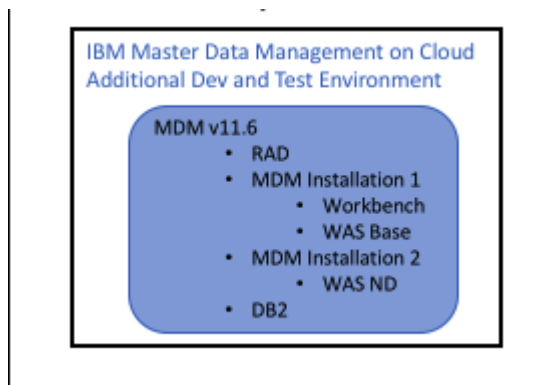 IBM Master Data Management on Cloud
Additional Dev and Test Environment
MDM v11.6
• RAD
• MDM Installation 1
• Workbench
• WAS Base
• MDM Installation 2
• WAS ND
• DB2